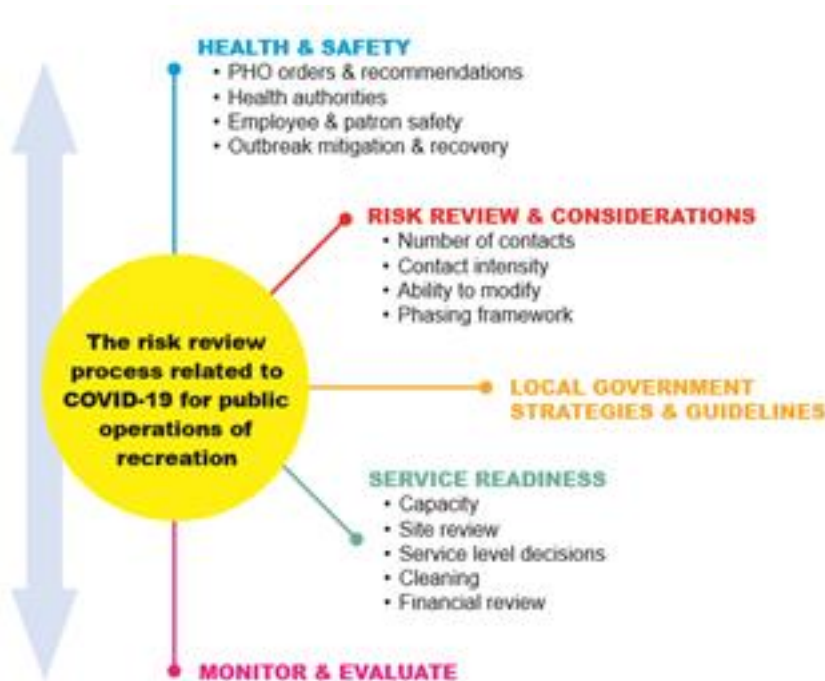 HEALTH & SAFETY
• PHO orders & recommendations
• Health authorities
• Employee & patron safety
• Outbreak mitigation & recovery
RISK REVIEW & CONSIDERATIONS
• Number of contacts
• Contact intensity
• Ability to modify
• Phasing framework
The risk review
process related to
COVID-19 for public
operations of
recreation
LOCAL GOVERNMENT
STRATEGIES & GUIDELINES
SERVICE READINESS
• Capacity
• Site review
• Service level decisions
• Cleaning
• Financial review
MONITOR & EVALUATE